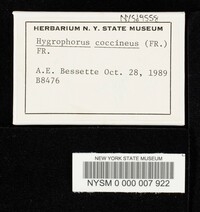 NYS19558
HERBARIUM N. Y. STATE MUSEUM
Hygrophorus coccineus (FR.)
FR.
A.E. Bessette Oct. 28, 1989
B8476
NEW YORK STATE MUSEUM
NYSM 0 000 007 922